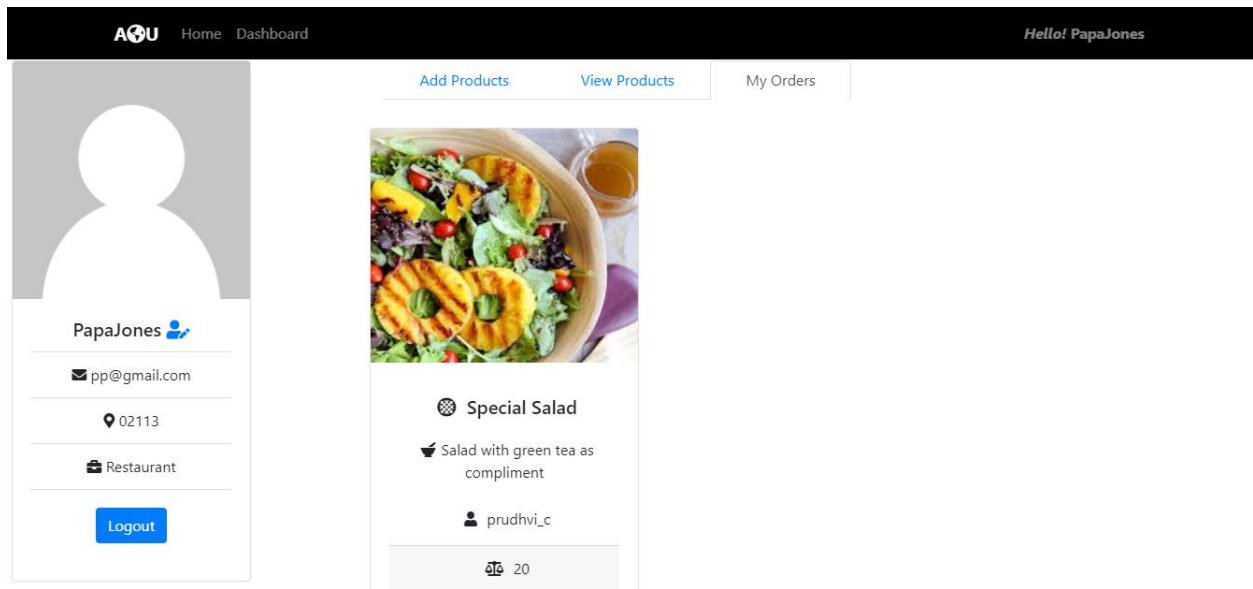 AOU Home Dashboard Hello! PapaJones
Add Products View Products My Orders
PapaJones
pp@gmail.com
02113
Restaurant
Logout
Special Salad
Salad with green tea as
compliment
prudhvi_c
20